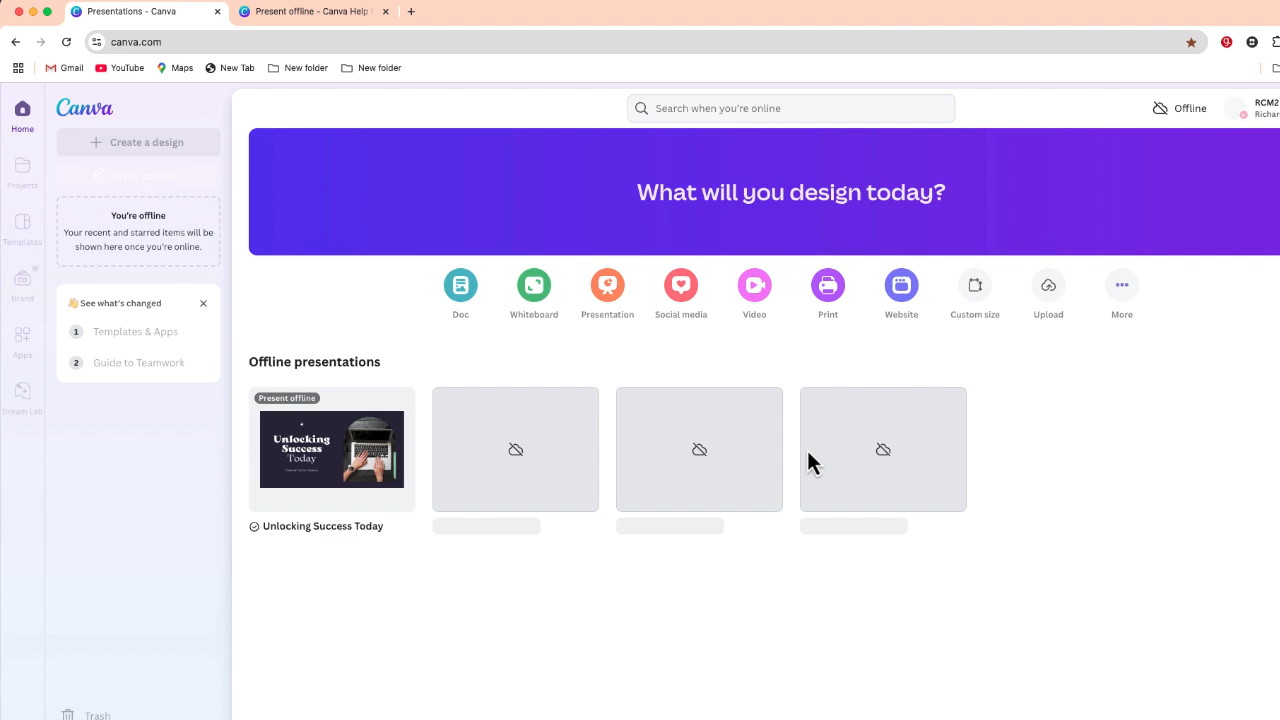 Presentations - Canva
Present offline - Canva Help
canva.com
Gmail
YouTube
Maps
New Tab
New folder
New folder
Home
Projects
Templates
Brand
Apps
Dream Lab
Canva
Create a design
You're offline
Your recent and starred items will be
shown here once you're online.
👋 See what's changed
1 Templates & Apps
2 Guide to Teamwork
Trash
Search when you're online
Offline
RCM2
Richar
What will you design today?
Doc
Whiteboard
Presentation
Social media
Video
Print
Website
Custom size
Upload
More
Offline presentations
Present offline
Unlocking
Success
Today
Unlocking Success Today